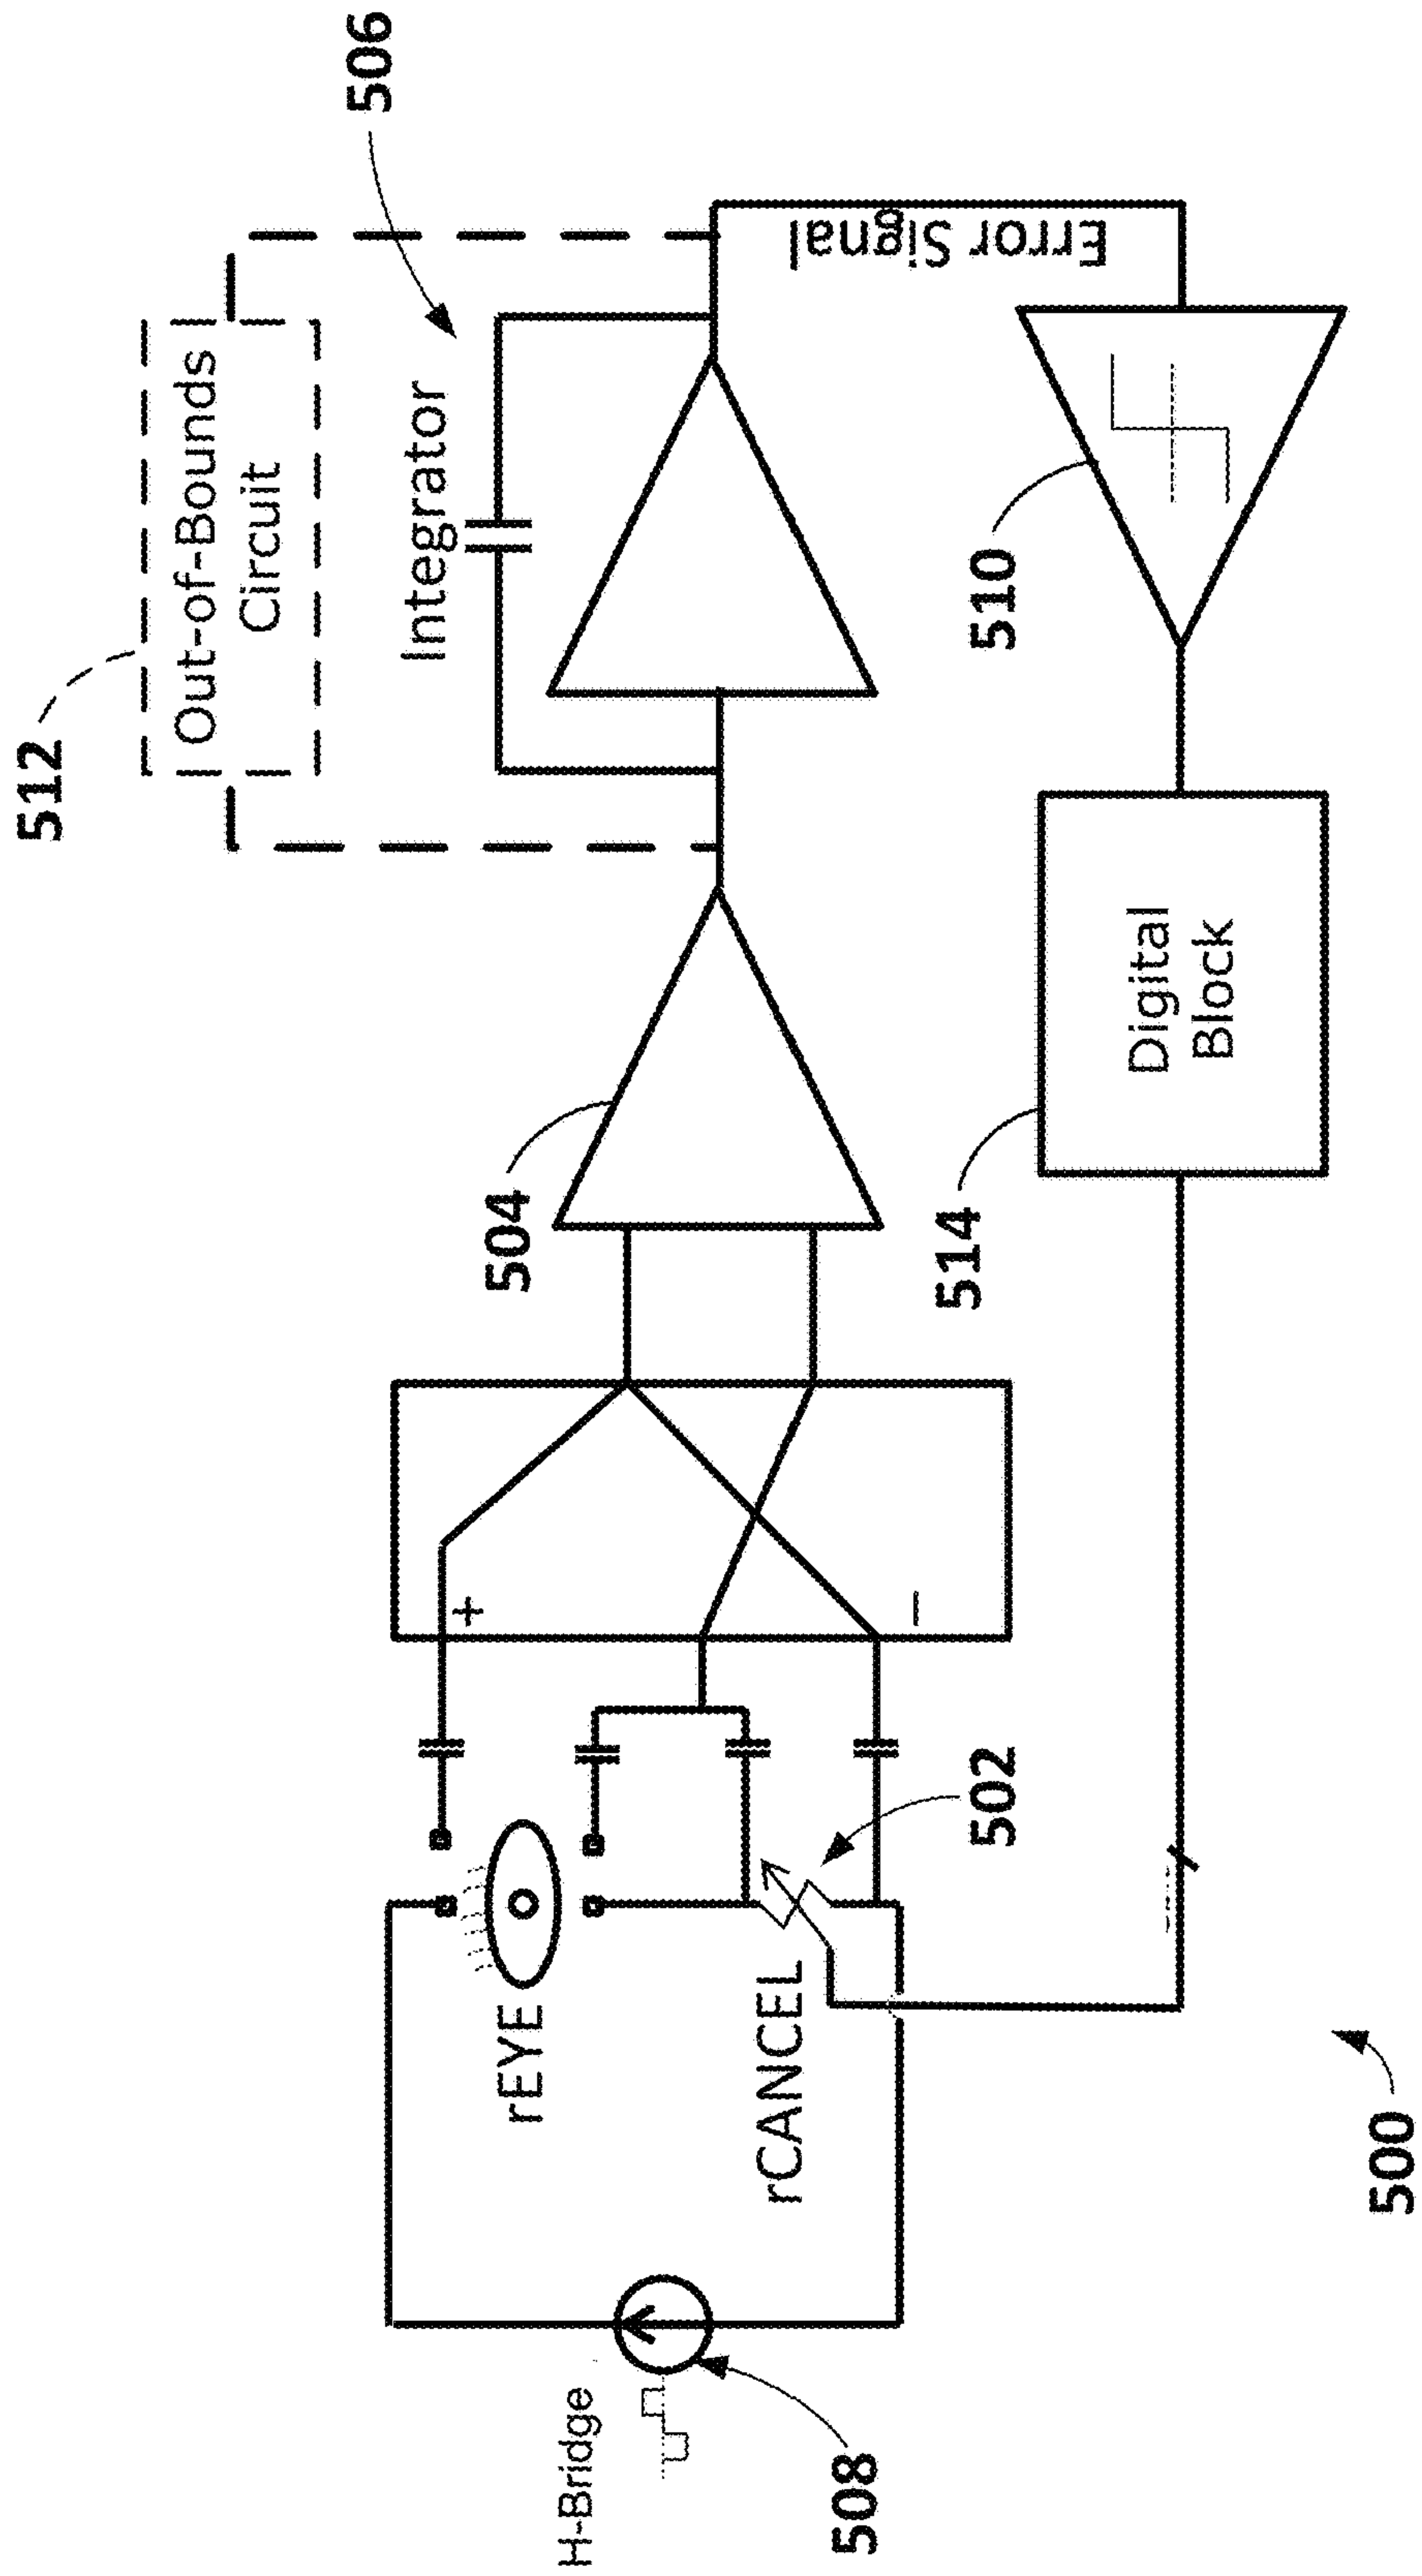 512
Out-of-Bounds
Circuit
506
Integrator
504
H-Bridge
508
rEYE
rCANCEL
502
+
−
Error Signal
510
514
Digital
Block
500